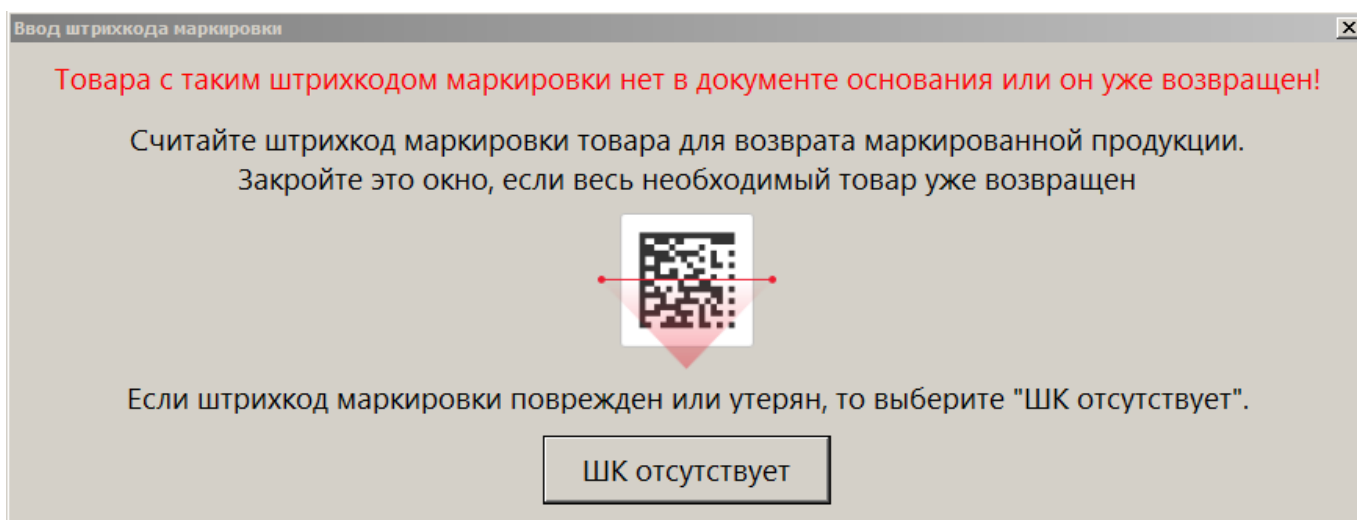 Ввод штрихкода маркировки
Товара с таким штрихкодом маркировки нет в документе основания или он уже возвращен!
Считайте штрихкод маркировки товара для возврата маркированной продукции.
Закройте это окно, если весь необходимый товар уже возвращен
Если штрихкод маркировки поврежден или утерян, то выберите "ШК отсутствует".
ШК отсутствует